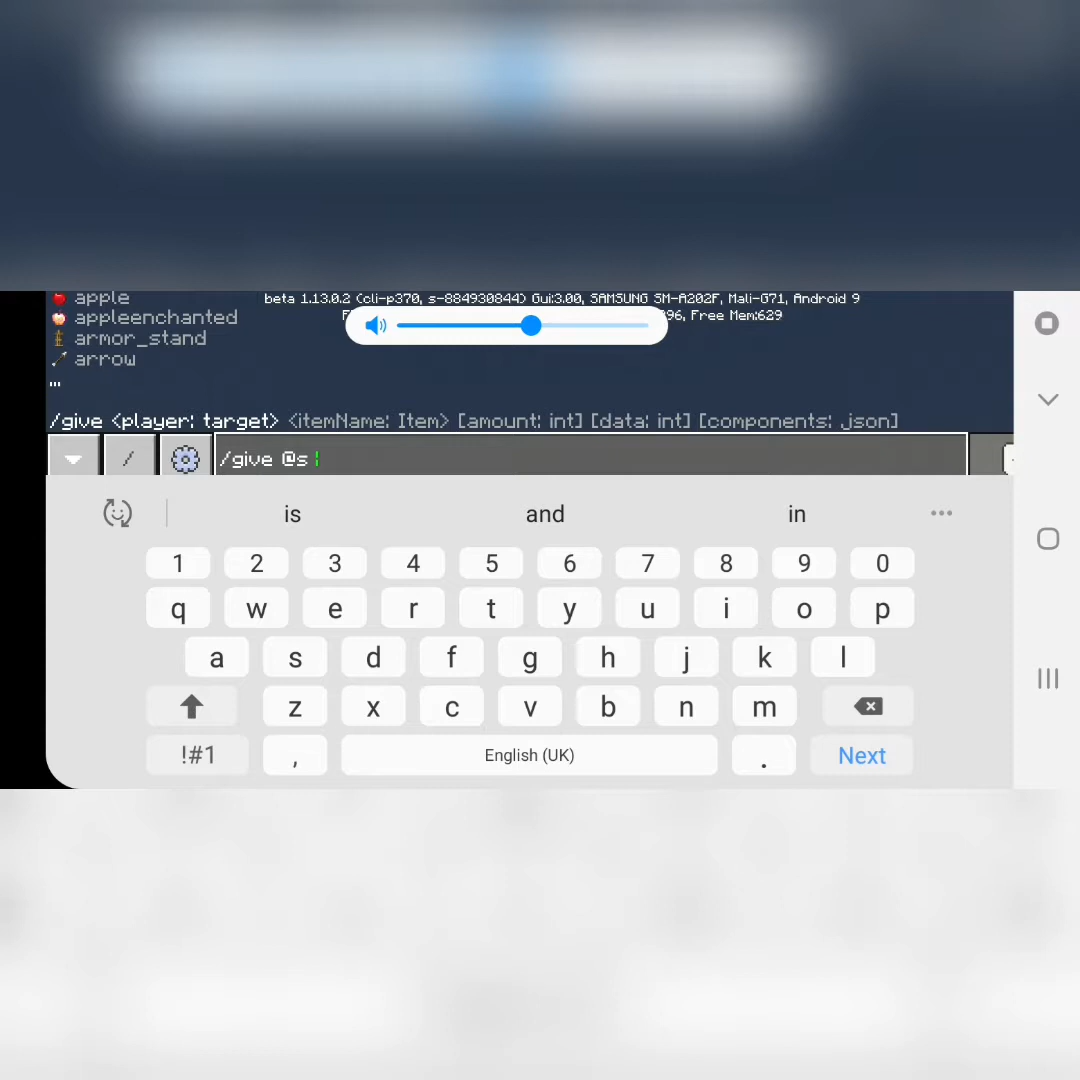 apple
beta 1.13.0.2 (cli-p370, s-884930844) Gui:3.00, SAMSUNG SM-A202F, Mali-G71, Android 9
appleenchanted
96, Free Mem:629
armor_stand
arrow
...
/give <player: target> <itemName: Item> [amount: int] [data: int] [components: json]
/
/give @s
is and in ...
1 2 3 4 5 6 7 8 9 0
q w e r t y u i o p
a s d f g h j k l
z x c v b n m
!#1 , English (UK) . Next